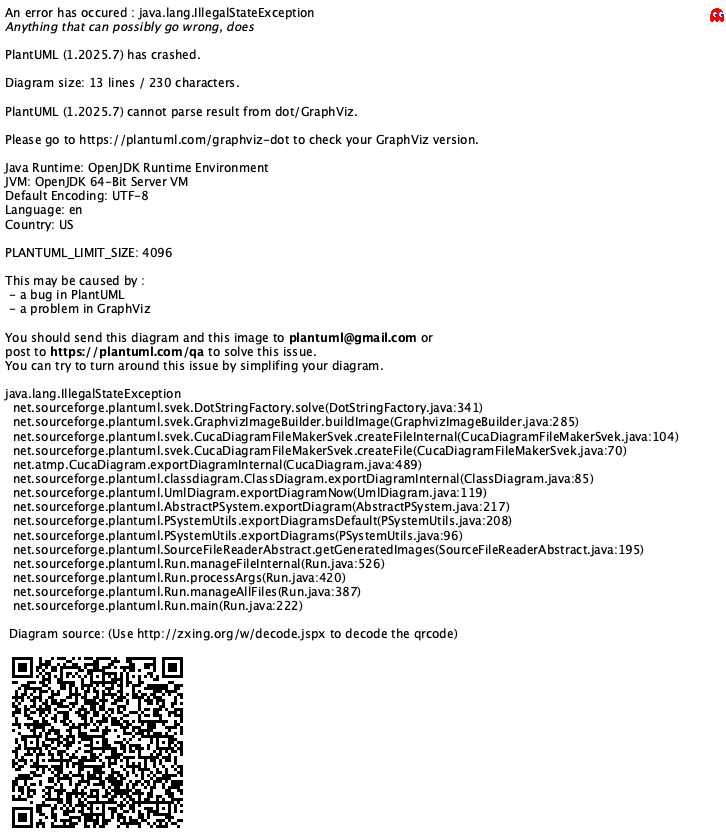 An error has occured : java.lang.IllegalStateException
Anything that can possibly go wrong, does
PlantUML (1.2025.7) has crashed.
Diagram size: 13 lines / 230 characters.
PlantUML (1.2025.7) cannot parse result from dot/GraphViz.
Please go to https://plantuml.com/graphviz-dot to check your GraphViz version.
Java Runtime: OpenJDK Runtime Environment
JVM: OpenJDK 64-Bit Server VM
Default Encoding: UTF-8
Language: en
Country: US
PLANTUML_LIMIT_SIZE: 4096
This may be caused by :
- a bug in PlantUML
- a problem in GraphViz
You should send this diagram and this image to plantuml@gmail.com or
post to https://plantuml.com/qa to solve this issue.
You can try to turn around this issue by simplifing your diagram.
java.lang.IllegalStateException
net.sourceforge.plantuml.svek.DotStringFactory.solve(DotStringFactory.java:341)
net.sourceforge.plantuml.svek.GraphvizImageBuilder.buildImage(GraphvizImageBuilder.java:285)
net.sourceforge.plantuml.svek.CucaDiagramFileMakerSvek.createFileInternal(CucaDiagramFileMakerSvek.java:104)
net.sourceforge.plantuml.svek.CucaDiagramFileMakerSvek.createFile(CucaDiagramFileMakerSvek.java:70)
net.atmp.CucaDiagram.exportDiagramInternal(CucaDiagram.java:489)
net.sourceforge.plantuml.classdiagram.ClassDiagram.exportDiagramInternal(ClassDiagram.java:85)
net.sourceforge.plantuml.UmlDiagram.exportDiagramNow(UmlDiagram.java:119)
net.sourceforge.plantuml.AbstractPSystem.exportDiagram(AbstractPSystem.java:217)
net.sourceforge.plantuml.PSystemUtils.exportDiagramsDefault(PSystemUtils.java:208)
net.sourceforge.plantuml.PSystemUtils.exportDiagrams(PSystemUtils.java:96)
net.sourceforge.plantuml.SourceFileReaderAbstract.getGeneratedImages(SourceFileReaderAbstract.java:195)
net.sourceforge.plantuml.Run.manageFileInternal(Run.java:526)
net.sourceforge.plantuml.Run.processArgs(Run.java:420)
net.sourceforge.plantuml.Run.manageAllFiles(Run.java:387)
net.sourceforge.plantuml.Run.main(Run.java:222)
Diagram source: (Use http://zxing.org/w/decode.jspx to decode the qrcode)